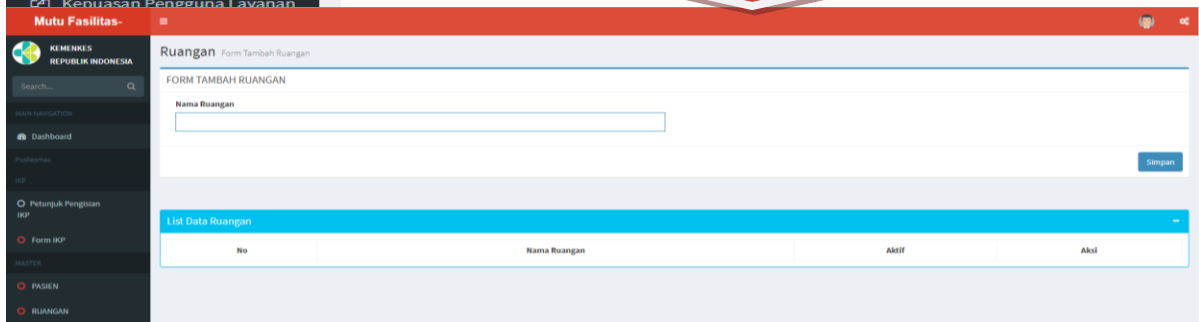 Kepuasan Pengguna Layanan
Mutu Fasilitas-
KEMENKES
REPUBLIK INDONESIA
Search...
MAIN NAVIGATION
Dashboard
Puskesmas
IKP
Petunjuk Pengisian
IKP
Form IKP
MASTER
PASIEN
RUANGAN
Ruangan Form Tambah Ruangan
FORM TAMBAH RUANGAN
Nama Ruangan
Simpan
List Data Ruangan
No Nama Ruangan Aktif Aksi